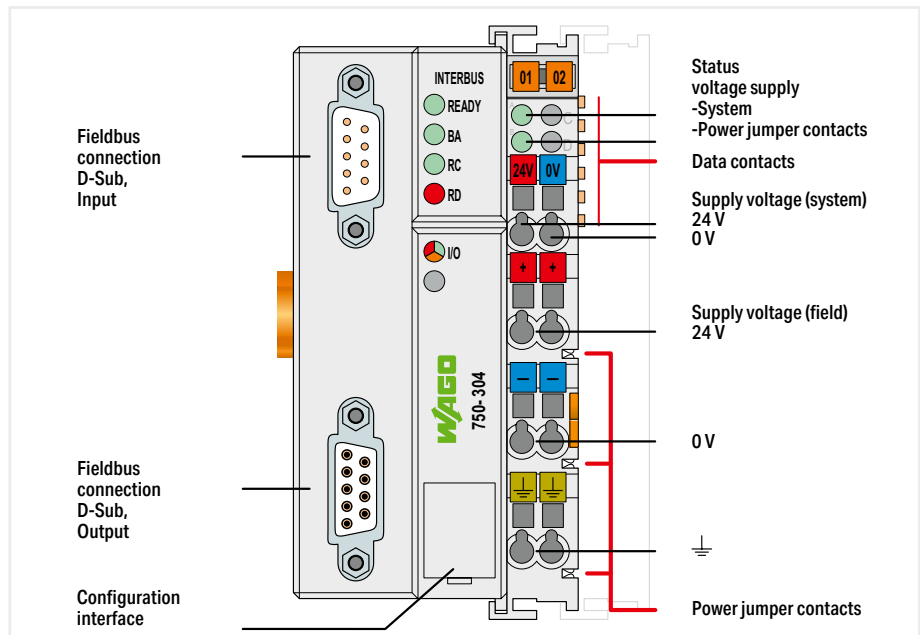 Fieldbus
connection
D-Sub,
Input
Fieldbus
connection
D-Sub,
Output
Configuration
interface
INTERBUS
READY
BA
RC
RD
I/O
WAGO
750-304
01 02
A C
B D
24V 0V
+ +
— —
Status
voltage supply
-System
-Power jumper contacts
Data contacts
Supply voltage (system)
24 V
0 V
Supply voltage (field)
24 V
0 V
Power jumper contacts